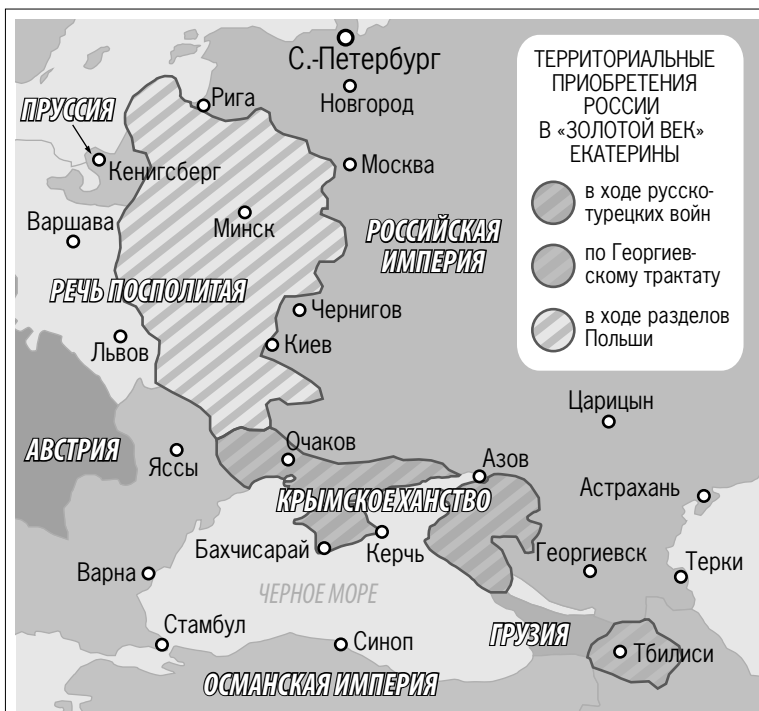 С.-Петербург
Новгород
Рига
ПРУССИЯ
Кенигсберг
Москва
Минск
Варшава
РОССИЙСКАЯ
ИМПЕРИЯ
РЕЧЬ ПОСПОЛИТАЯ
Чернигов
Львов
Киев
ТЕРРИТОРИАЛЬНЫЕ
ПРИОБРЕТЕНИЯ
РОССИИ
В «ЗОЛОТОЙ ВЕК»
ЕКАТЕРИНЫ
в ходе русско-
турецких войн
по Георгиев-
скому трактату
в ходе разделов
Польши
Царицын
АВСТРИЯ
Яссы
Очаков
Азов
Астрахань
КРЫМСКОЕ ХАНСТВО
Бахчисарай
Керчь
Георгиевск
Терки
Варна
ЧЕРНОЕ МОРЕ
Стамбул
Синоп
ГРУЗИЯ
Тбилиси
ОСМАНСКАЯ ИМПЕРИЯ